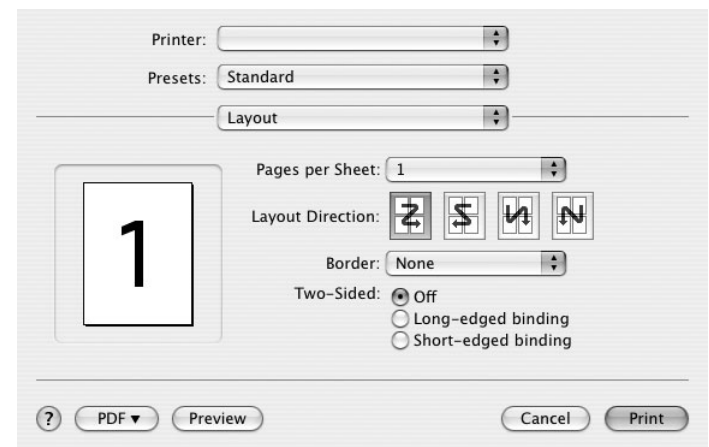 Printer:
Presets: Standard
Layout
Pages per Sheet: 1
1
Layout Direction:
Border: None
Two-Sided: Off
Long-edged binding
Short-edged binding
? PDF▼ Preview Cancel Print